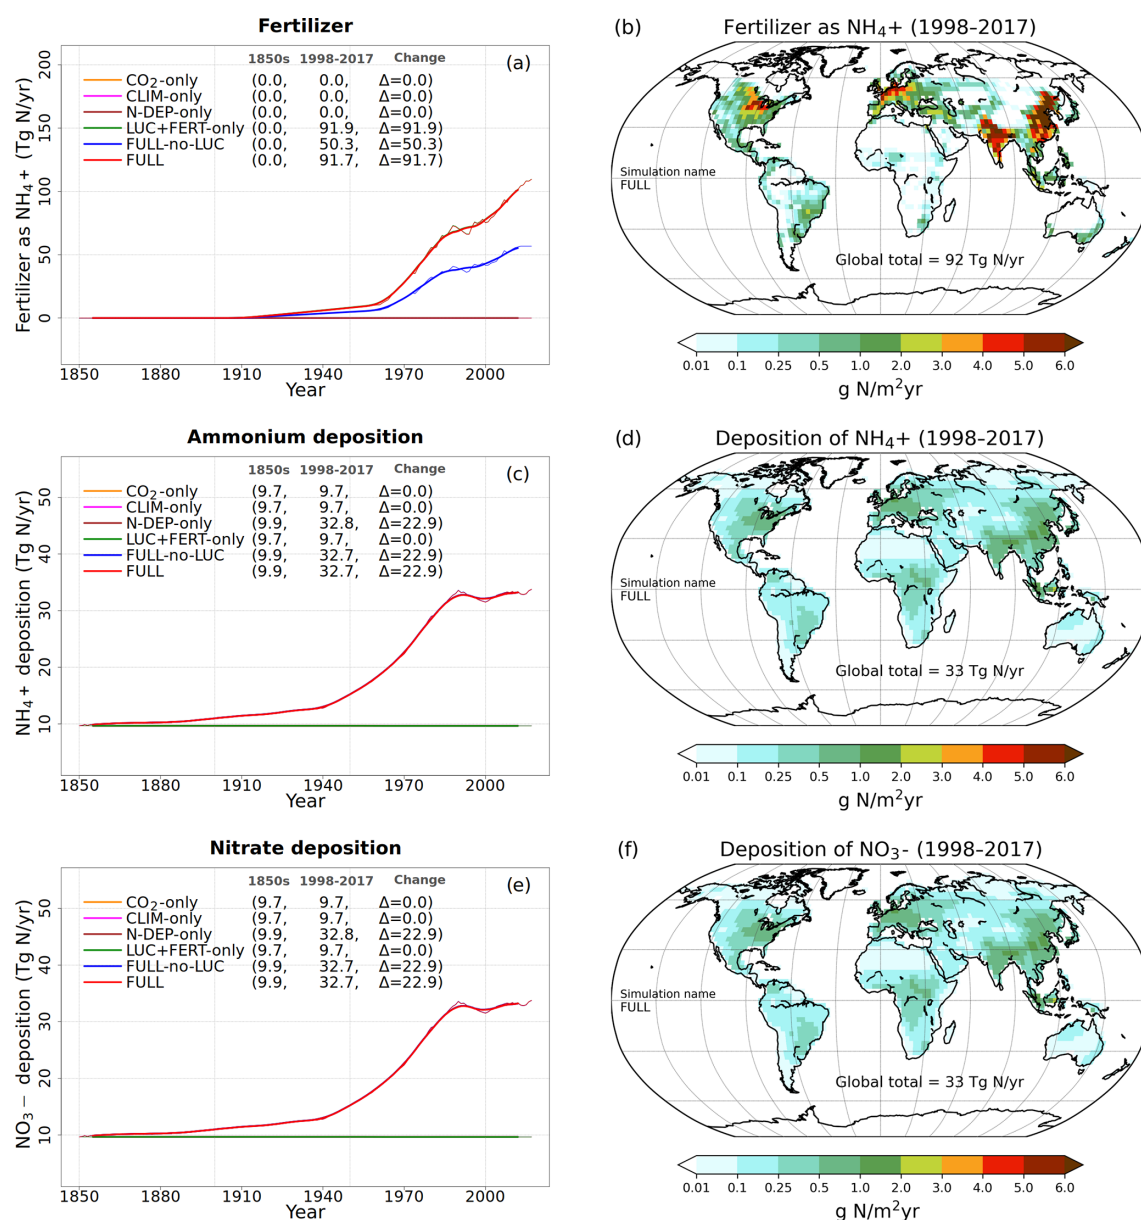 Fertilizer
(a)
1850s 1998-2017 Change
CO₂-only (0.0, 0.0, Δ=0.0)
CLIM-only (0.0, 0.0, Δ=0.0)
N-DEP-only (0.0, 0.0, Δ=0.0)
LUC+FERT-only (0.0, 91.9, Δ=91.9)
FULL-no-LUC (0.0, 50.3, Δ=50.3)
FULL (0.0, 91.7, Δ=91.7)
Fertilizer as NH₄+ (Tg N/yr)
200
150
100
50
0
1850 1880 1910 1940 1970 2000
Year
(b) Fertilizer as NH₄+ (1998–2017)
Simulation name
FULL
Global total = 92 Tg N/yr
0.01 0.1 0.25 0.5 1.0 2.0 3.0 4.0 5.0 6.0
g N/m²yr
Ammonium deposition
(c)
1850s 1998-2017 Change
CO₂-only (9.7, 9.7, Δ=0.0)
CLIM-only (9.7, 9.7, Δ=0.0)
N-DEP-only (9.9, 32.8, Δ=22.9)
LUC+FERT-only (9.7, 9.7, Δ=0.0)
FULL-no-LUC (9.9, 32.7, Δ=22.9)
FULL (9.9, 32.7, Δ=22.9)
NH₄+ deposition (Tg N/yr)
50
40
30
20
10
1850 1880 1910 1940 1970 2000
Year
(d) Deposition of NH₄+ (1998–2017)
Simulation name
FULL
Global total = 33 Tg N/yr
0.01 0.1 0.25 0.5 1.0 2.0 3.0 4.0 5.0 6.0
g N/m²yr
Nitrate deposition
(e)
1850s 1998-2017 Change
CO₂-only (9.7, 9.7, Δ=0.0)
CLIM-only (9.7, 9.7, Δ=0.0)
N-DEP-only (9.9, 32.8, Δ=22.9)
LUC+FERT-only (9.7, 9.7, Δ=0.0)
FULL-no-LUC (9.9, 32.7, Δ=22.9)
FULL (9.9, 32.7, Δ=22.9)
NO₃− deposition (Tg N/yr)
50
40
30
20
10
1850 1880 1910 1940 1970 2000
Year
(f) Deposition of NO₃- (1998–2017)
Simulation name
FULL
Global total = 33 Tg N/yr
0.01 0.1 0.25 0.5 1.0 2.0 3.0 4.0 5.0 6.0
g N/m²yr